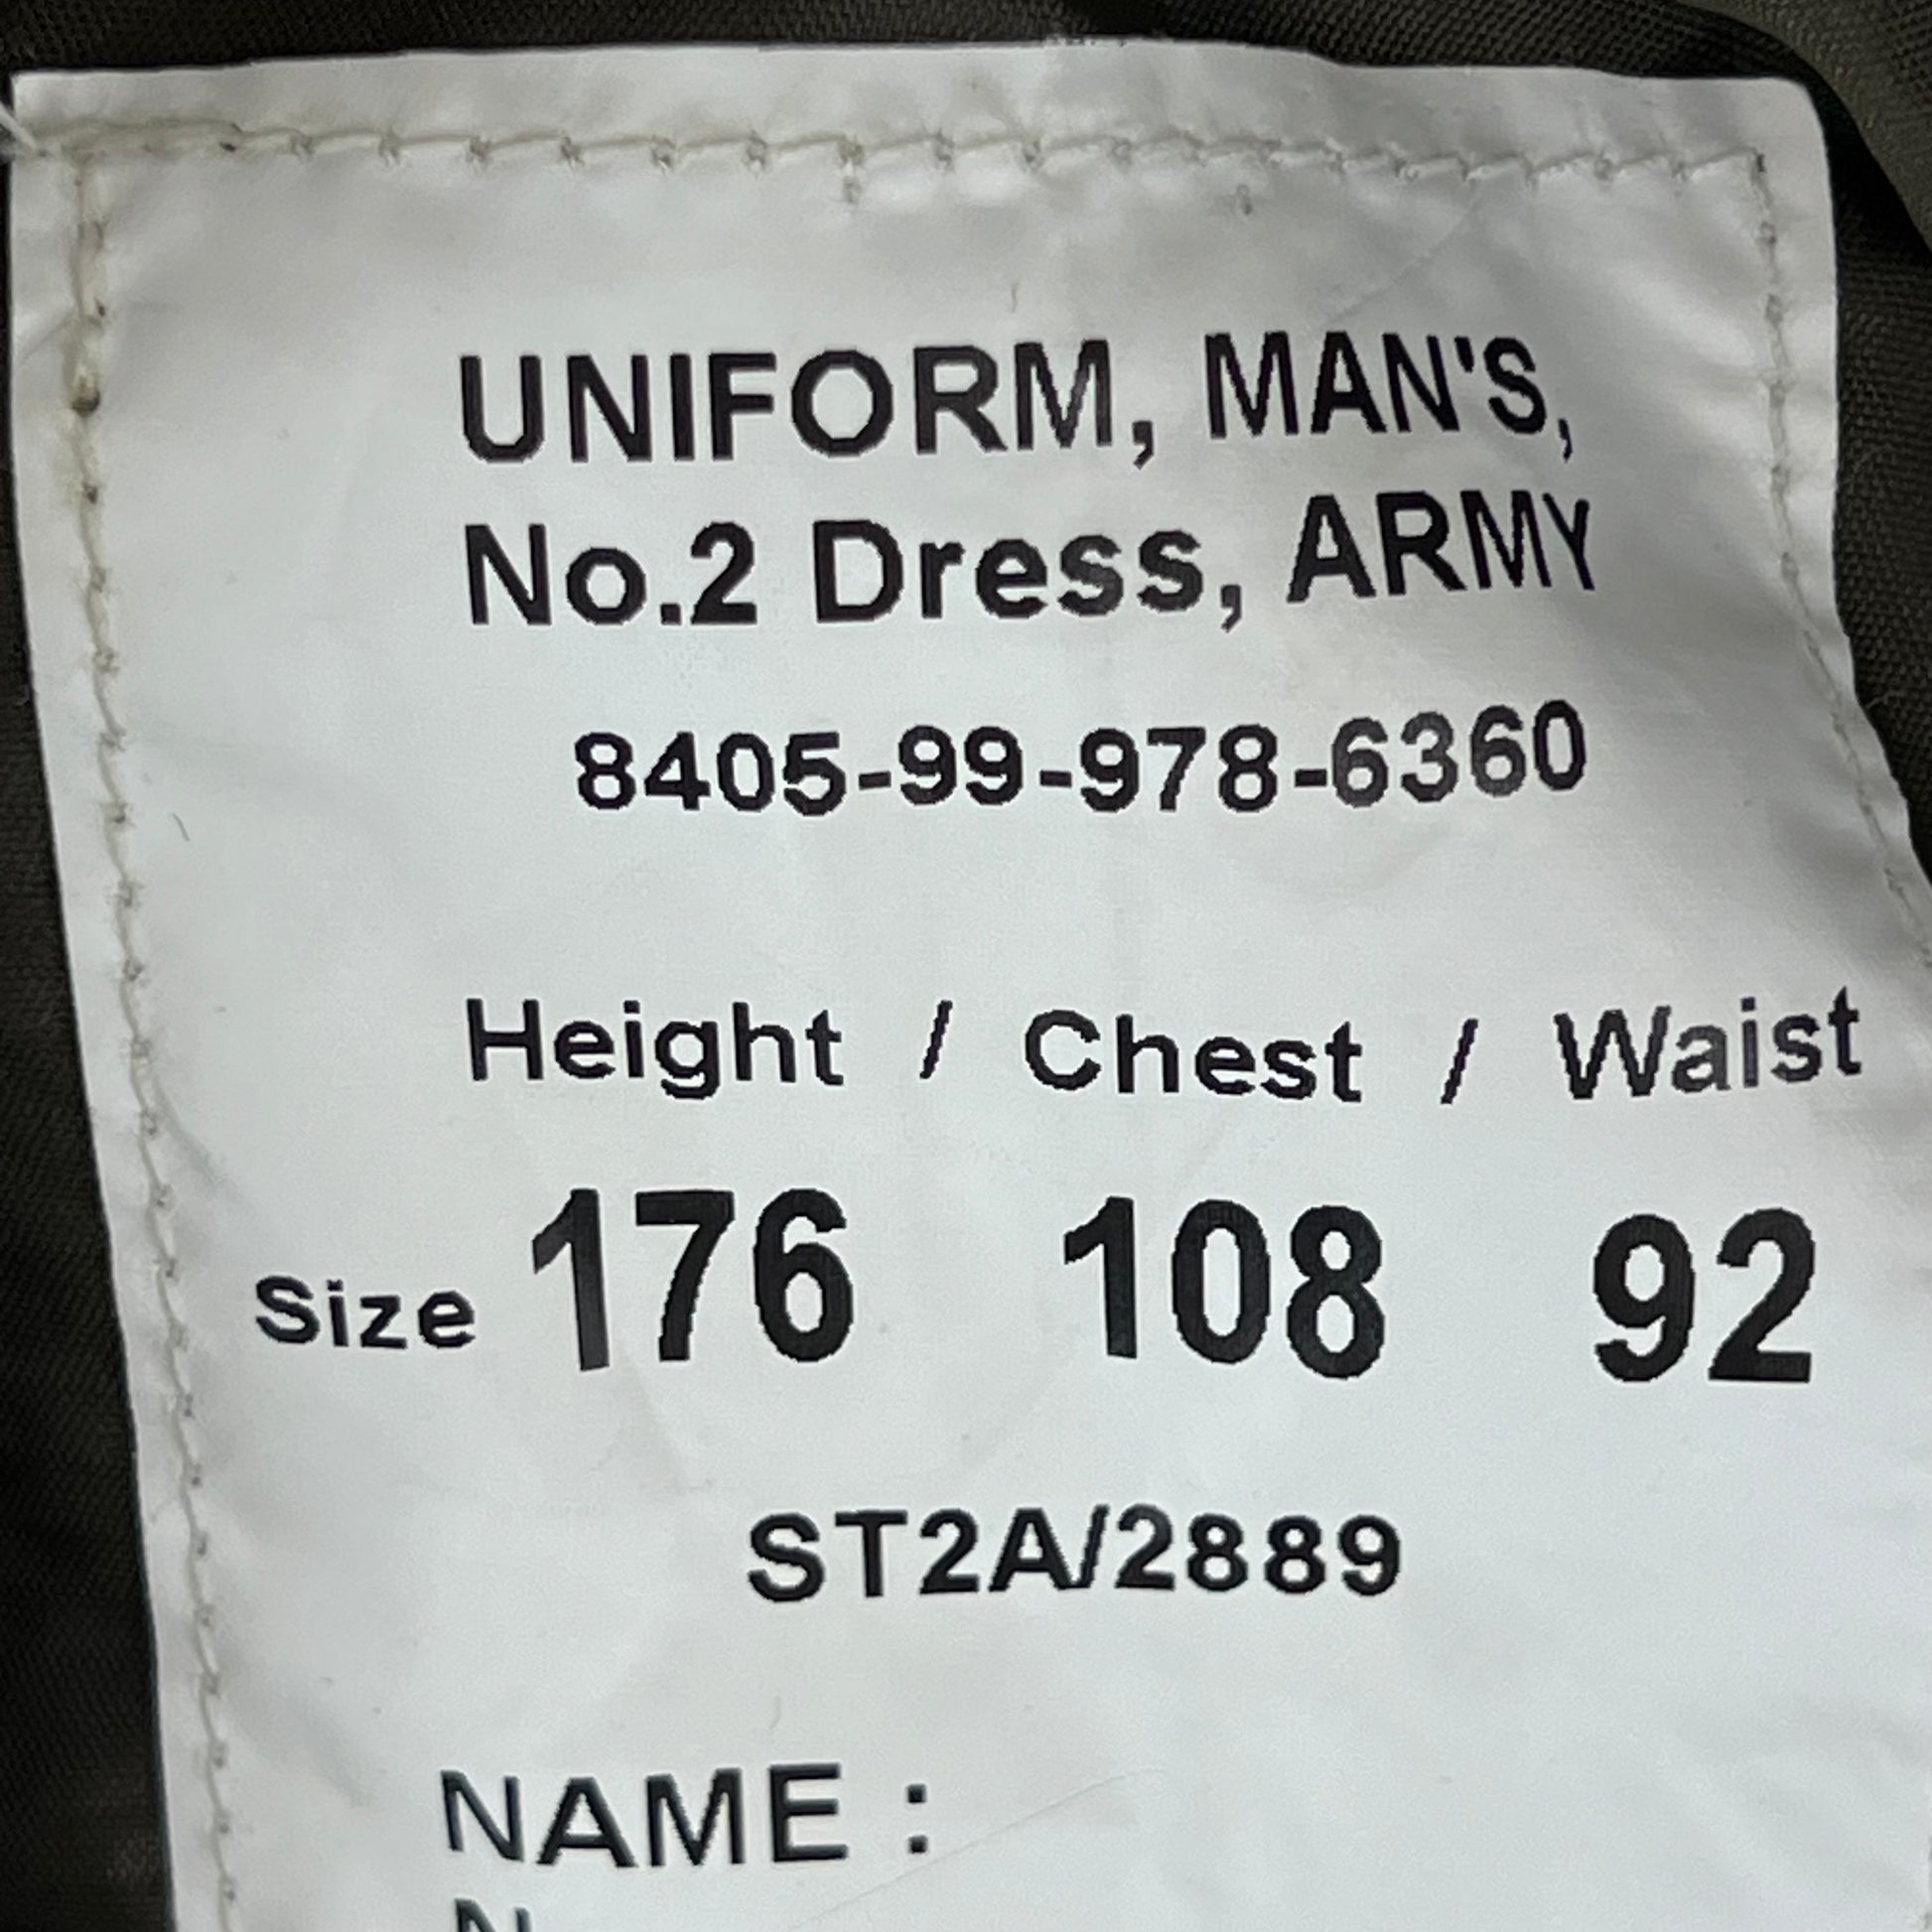 UNIFORM, MAN'S,
No.2 Dress, ARMY
8405-99-978-6360
Height / Chest / Waist
Size 176 108 92
ST2A/2889
NAME :